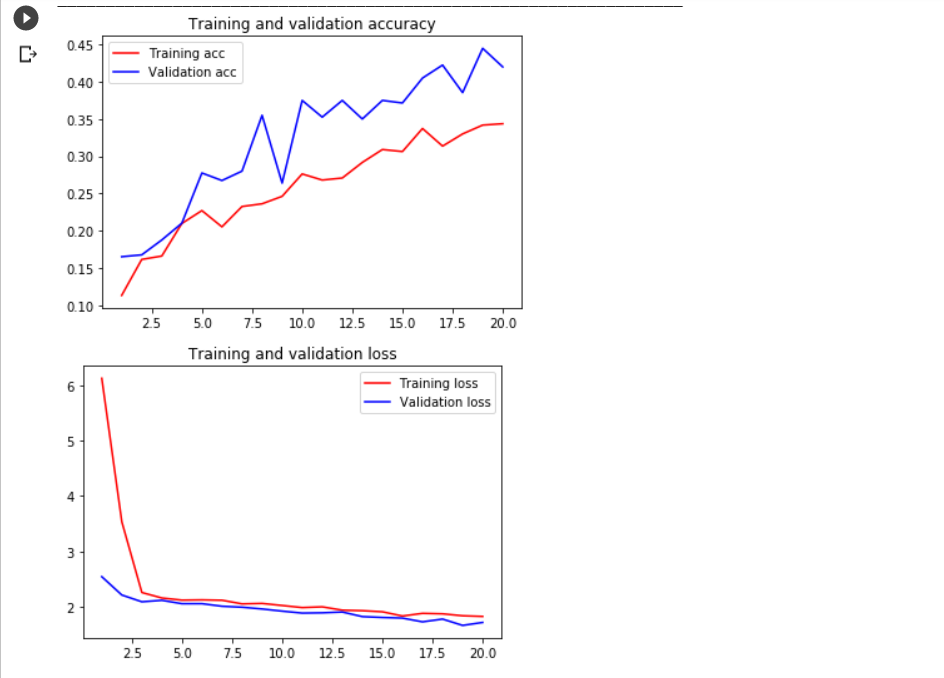 Training and validation accuracy
0.45
0.40
0.35
0.30
0.25
0.20
0.15
0.10
Training acc
Validation acc
2.5 5.0 7.5 10.0 12.5 15.0 17.5 20.0
Training and validation loss
6
5
4
3
2
Training loss
Validation loss
2.5 5.0 7.5 10.0 12.5 15.0 17.5 20.0